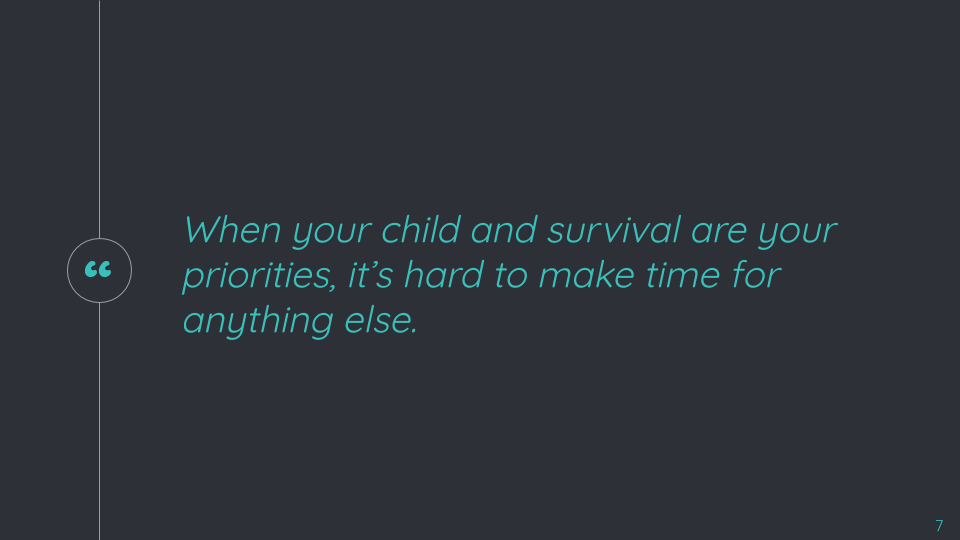 “
When your child and survival are your
priorities, it’s hard to make time for
anything else.
7